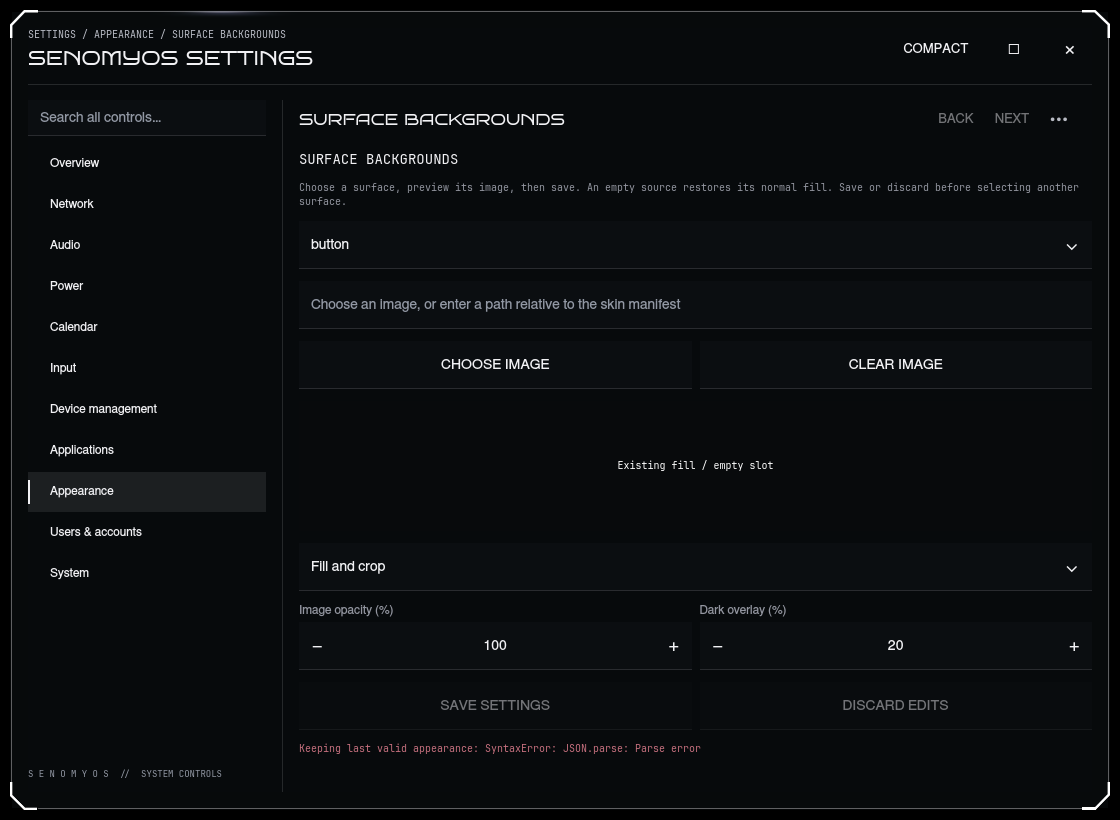 SETTINGS / APPEARANCE / SURFACE BACKGROUNDS
SENOMYOS SETTINGS
COMPACT
Search all controls...
Overview
Network
Audio
Power
Calendar
Input
Device management
Applications
Appearance
Users & accounts
System
SENOMYOS // SYSTEM CONTROLS
SURFACE BACKGROUNDS
BACK NEXT
SURFACE BACKGROUNDS
Choose a surface, preview its image, then save. An empty source restores its normal fill. Save or discard before selecting another
surface.
button
Choose an image, or enter a path relative to the skin manifest
CHOOSE IMAGE CLEAR IMAGE
Existing fill / empty slot
Fill and crop
Image opacity (%) Dark overlay (%)
− 100 + − 20 +
SAVE SETTINGS DISCARD EDITS
Keeping last valid appearance: SyntaxError: JSON.parse: Parse error